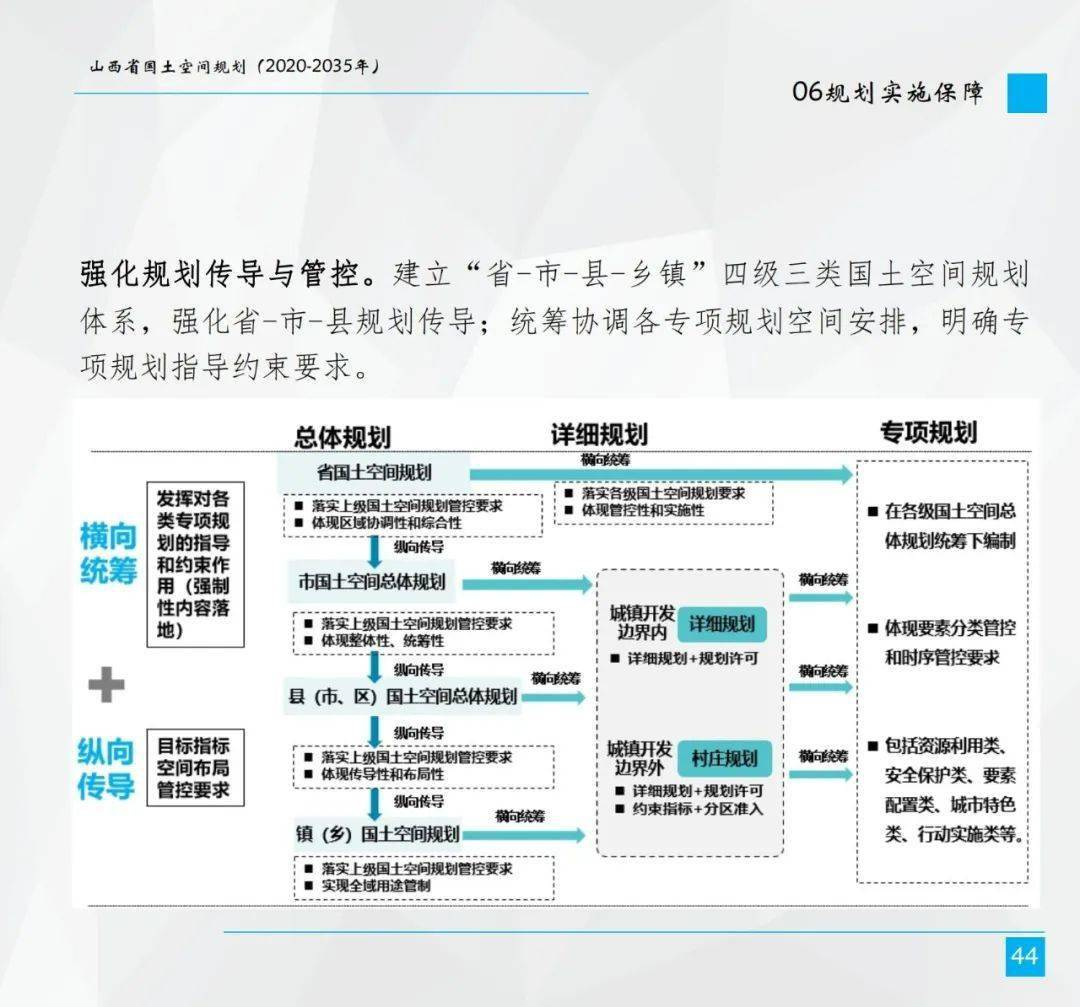 山西省国土空间规划（2020-2035年）
06规划实施保障
强化规划传导与管控。建立“省-市-县-乡镇”四级三类国土空间规划
体系，强化省-市-县规划传导；统筹协调各专项规划空间安排，明确专
项规划指导约束要求。
总体规划
详细规划
专项规划
横向
统筹
发挥对各
类专项规
划的指导
和约束作
用（强制
性内容落
地）
+
纵向
传导
目标指标
空间布局
管控要求
省国土空间规划
横向统筹
■ 落实上级国土空间规划管控要求
■ 体现区域协调性和综合性
■ 落实各级国土空间规划要求
■ 体现管控性和实施性
纵向传导
市国土空间总体规划
横向统筹
■ 落实上级国土空间规划管控要求
■ 体现整体性、统筹性
纵向传导
县（市、区）国土空间总体规划
横向统筹
纵向传导
■ 落实上级国土空间规划管控要求
■ 体现传导性和布局性
纵向传导
镇（乡）国土空间规划
横向统筹
■ 落实上级国土空间规划管控要求
■ 实现全域用途管制
城镇开发
边界内
详细规划
■ 详细规划+规划许可
城镇开发
边界外
村庄规划
■ 详细规划+规划许可
■ 约束指标+分区准入
横向统筹
横向统筹
横向统筹
■ 在各级国土空间总
体规划统筹下编制
■ 体现要素分类管控
和时序管控要求
■ 包括资源利用类、
安全保护类、要素
配置类、城市特色
类、行动实施类等。
44